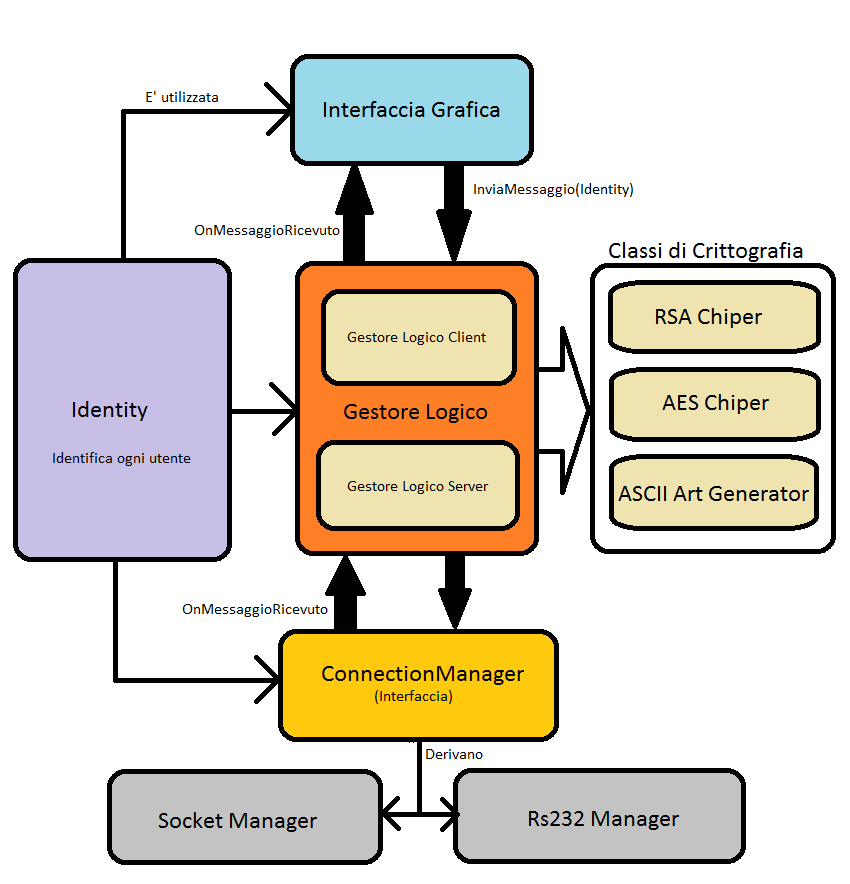 E' utilizzata
Interfaccia Grafica
InviaMessaggio(Identity)
OnMessaggioRicevuto
Classi di Crittografia
RSA Chiper
Gestore Logico Client
AES Chiper
Identity
Gestore Logico
Identifica ogni utente
Gestore Logico Server
ASCII Art Generator
OnMessaggioRicevuto
ConnectionManager
(Interfaccia)
Derivano
Socket Manager
Rs232 Manager